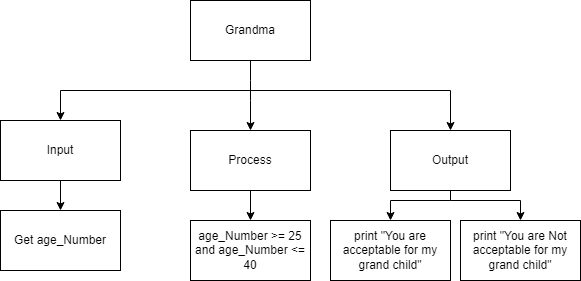 Grandma
Input
Process
Output
Get age_Number
age_Number >= 25
and age_Number <=
40
print "You are
acceptable for my
grand child"
print "You are Not
acceptable for my
grand child"